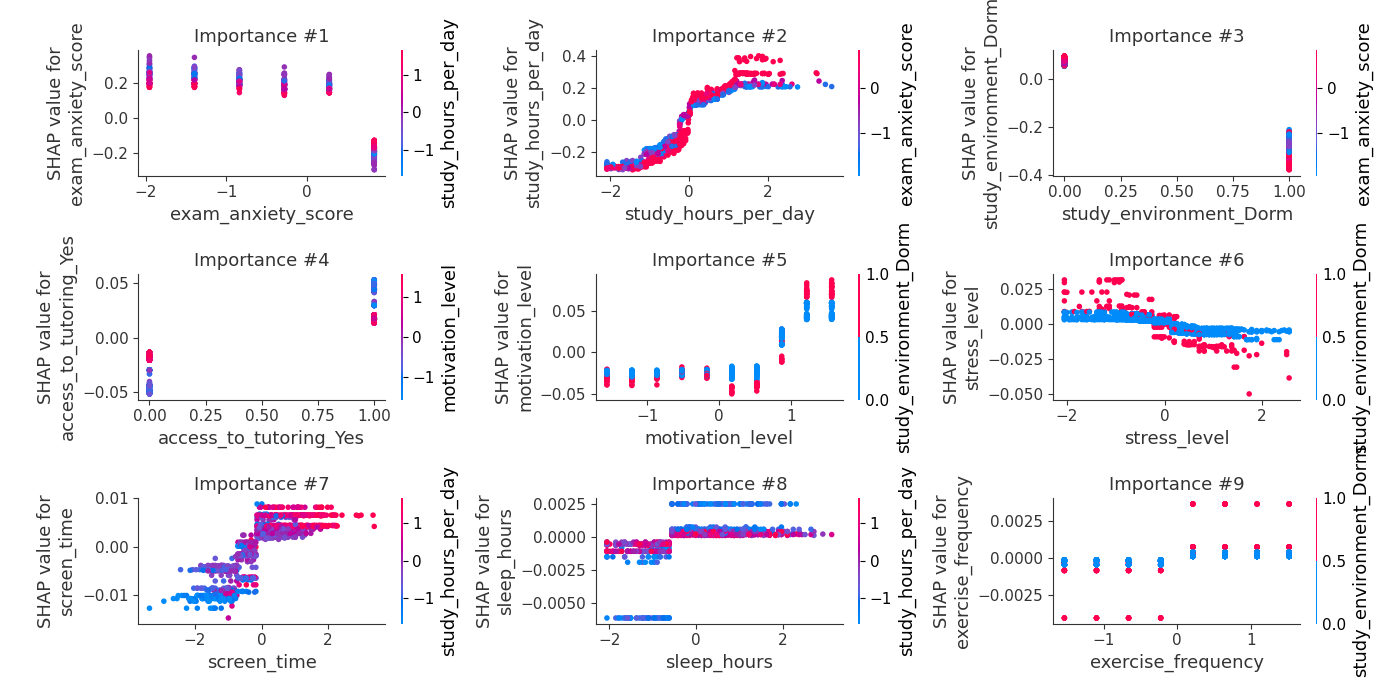 Importance #1
SHAP value for
exam_anxiety_score
0.2
0.0
−0.2
−2
−1
0
exam_anxiety_score
1
0
−1
study_hours_per_day
Importance #2
SHAP value for
study_hours_per_day
0.4
0.2
0.0
−0.2
−2
0
2
study_hours_per_day
0
−1
exam_anxiety_score
Importance #3
SHAP value for
study_environment_Dorm
0.0
−0.2
−0.4
0.00
0.25
0.50
0.75
1.00
study_environment_Dorm
0
−1
exam_anxiety_score
Importance #4
SHAP value for
access_to_tutoring_Yes
0.05
0.00
−0.05
0.00
0.25
0.50
0.75
1.00
access_to_tutoring_Yes
1
0
−1
motivation_level
Importance #5
SHAP value for
motivation_level
0.05
0.00
−0.05
−1
0
1
motivation_level
1.0
0.5
0.0
study_environment_Dorm
Importance #6
SHAP value for
stress_level
0.025
0.000
−0.025
−0.050
−2
0
2
stress_level
1.0
0.5
0.0
study_environment_Dorm
Importance #7
SHAP value for
screen_time
0.01
0.00
−0.01
−2
0
2
screen_time
1
0
−1
study_hours_per_day
Importance #8
SHAP value for
sleep_hours
0.0025
0.0000
−0.0025
−0.0050
−2
0
2
sleep_hours
1
0
−1
study_hours_per_day
Importance #9
SHAP value for
exercise_frequency
0.0025
0.0000
−0.0025
−1
0
1
exercise_frequency
1.0
0.5
0.0
study_environment_Dorm